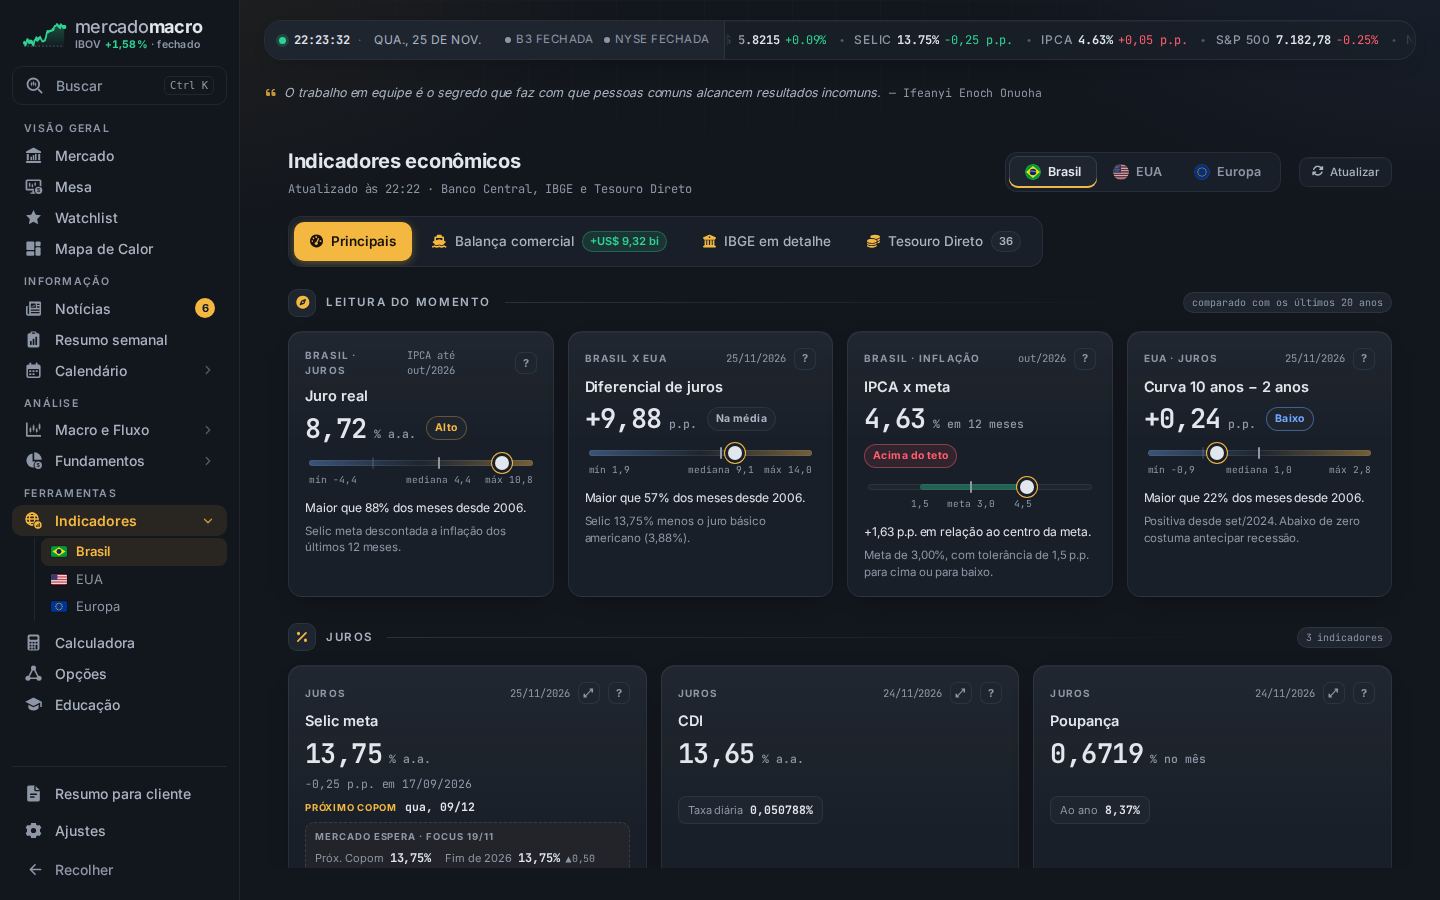 mercadomacro
IBOV +1,58% · fechado
Buscar Ctrl K
VISÃO GERAL
Mercado
Mesa
Watchlist
Mapa de Calor
INFORMAÇÃO
Notícias 6
Resumo semanal
Calendário
ANÁLISE
Macro e Fluxo
Fundamentos
FERRAMENTAS
Indicadores
Brasil
EUA
Europa
Calculadora
Opções
Educação
Resumo para cliente
Ajustes
Recolher
22:23:32 · QUA., 25 DE NOV. B3 FECHADA NYSE FECHADA 5.8215 +0.09% • SELIC 13.75% -0,25 p.p. • IPCA 4.63% +0,05 p.p. • S&P 500 7.182,78 -0.25% •
“ O trabalho em equipe é o segredo que faz com que pessoas comuns alcancem resultados incomuns. — Ifeanyi Enoch Onuoha
Indicadores econômicos
Atualizado às 22:22 · Banco Central, IBGE e Tesouro Direto
Brasil EUA Europa Atualizar
Principais Balança comercial +US$ 9,32 bi IBGE em detalhe Tesouro Direto 36
LEITURA DO MOMENTO comparado com os últimos 20 anos
BRASIL · JUROS IPCA até out/2026 ?
Juro real
8,72 % a.a. Alto
mín -4,4 mediana 4,4 máx 10,8
Maior que 88% dos meses desde 2006.
Selic meta descontada a inflação dos
últimos 12 meses.
BRASIL X EUA 25/11/2026 ?
Diferencial de juros
+9,88 p.p. Na média
mín 1,9 mediana 9,1 máx 14,0
Maior que 57% dos meses desde 2006.
Selic 13,75% menos o juro básico
americano (3,88%).
BRASIL · INFLAÇÃO out/2026 ?
IPCA x meta
4,63 % em 12 meses
Acima do teto
1,5 meta 3,0 4,5
+1,63 p.p. em relação ao centro da meta.
Meta de 3,00%, com tolerância de 1,5 p.p.
para cima ou para baixo.
EUA · JUROS 25/11/2026 ?
Curva 10 anos − 2 anos
+0,24 p.p. Baixo
mín -0,9 mediana 1,0 máx 2,8
Maior que 22% dos meses desde 2006.
Positiva desde set/2024. Abaixo de zero
costuma antecipar recessão.
JUROS 3 indicadores
JUROS 25/11/2026 ?
Selic meta
13,75 % a.a.
-0,25 p.p. em 17/09/2026
PRÓXIMO COPOM qua, 09/12
MERCADO ESPERA · FOCUS 19/11
Próx. Copom 13,75% Fim de 2026 13,75% ▲0,50
JUROS 24/11/2026 ?
CDI
13,65 % a.a.
Taxa diária 0,050788%
JUROS 24/11/2026 ?
Poupança
0,6719 % no mês
Ao ano 8,37%